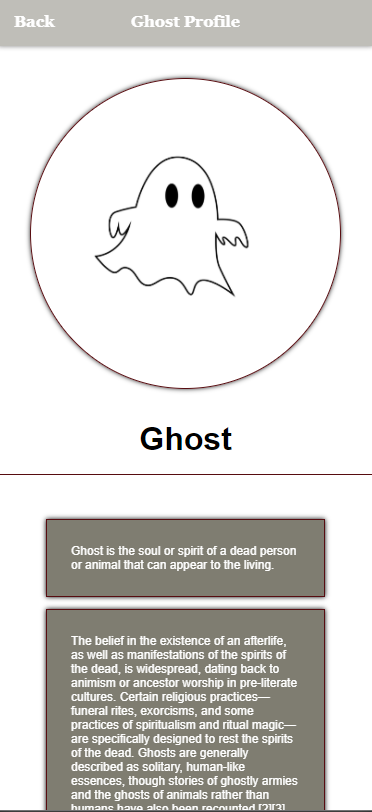 Back Ghost Profile
Ghost
Ghost is the soul or spirit of a dead person
or animal that can appear to the living.
The belief in the existence of an afterlife,
as well as manifestations of the spirits of
the dead, is widespread, dating back to
animism or ancestor worship in pre-literate
cultures. Certain religious practices—
funeral rites, exorcisms, and some
practices of spiritualism and ritual magic—
are specifically designed to rest the spirits
of the dead. Ghosts are generally
described as solitary, human-like
essences, though stories of ghostly armies
and the ghosts of animals rather than
humans have also been recounted.[2][3]